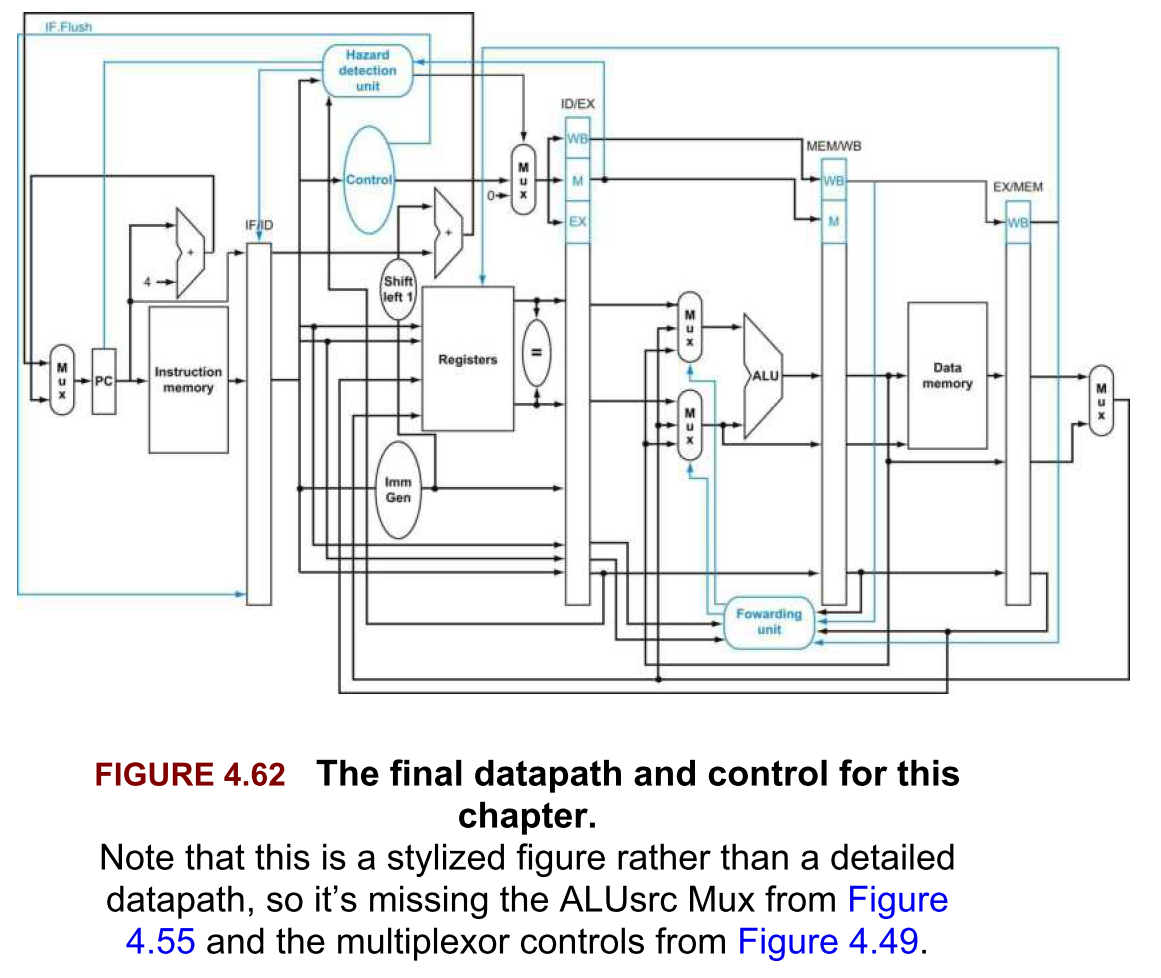 IF.Flush
Hazard
detection
unit
ID/EX
WB
MEM/WB
M
u
x
Control
M
WB
EX/MEM
0
EX
M
WB
+
IF/ID
+
4
Shift
left 1
M
u
x
Registers
=
M
u
x
PC
Instruction
memory
ALU
Data
memory
M
u
x
M
u
x
Imm
Gen
Fowarding
unit
FIGURE 4.62 The final datapath and control for this
chapter.
Note that this is a stylized figure rather than a detailed
datapath, so it’s missing the ALUsrc Mux from Figure
4.55 and the multiplexor controls from Figure 4.49.